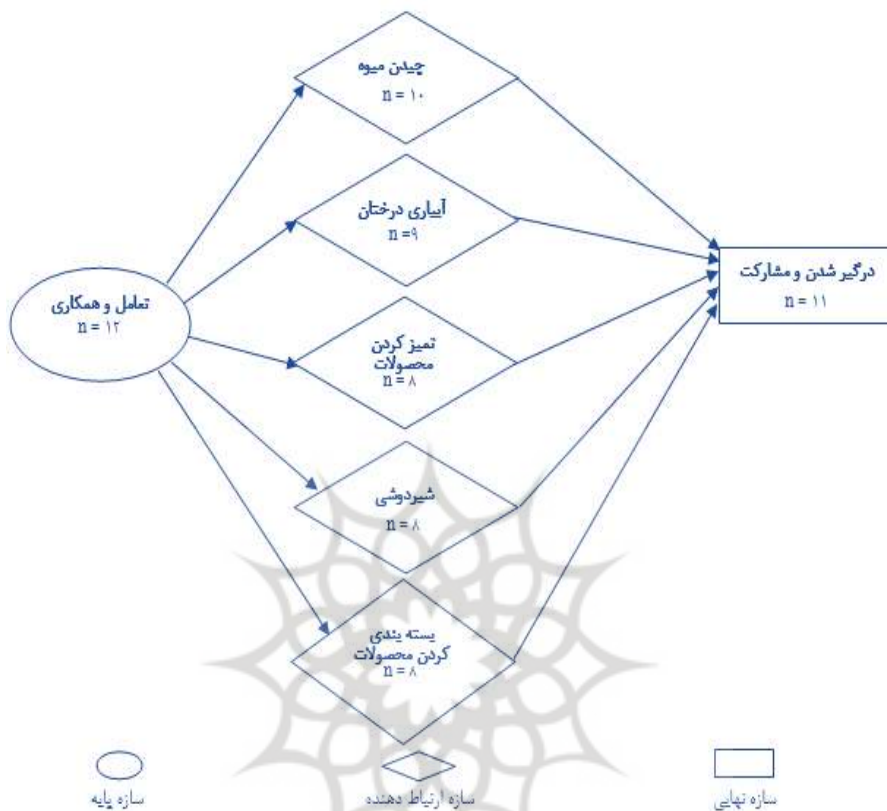 چیدن میوه
n = ۱۰
آبیاری درختان
n =۹
درگیر شدن و مشارکت
n = ۱۱
تعامل و همکاری
n = ۱۲
تمیز کردن
محصولات
n = ۸
شیردوشی
n = ۸
بسته بندی
کردن محصولات
n = ۸
سازه پایه
سازه ارتباط دهنده
سازه نهایی